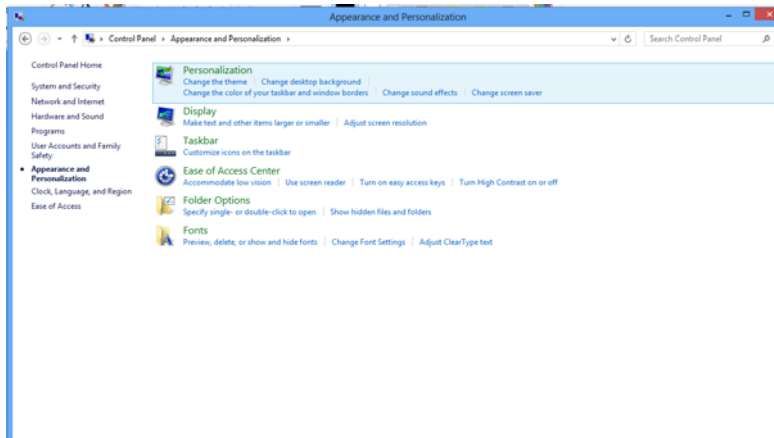 Appearance and Personalization
Control Panel Appearance and Personalization
Search Control Panel
Control Panel Home
System and Security
Network and Internet
Hardware and Sound
Programs
User Accounts and Family
Safety
Appearance and
Personalization
Clock, Language, and Region
Ease of Access
Personalization
Change the theme Change desktop background
Change the color of your taskbar and window borders Change sound effects Change screen saver
Display
Make text and other items larger or smaller Adjust screen resolution
Taskbar
Customize icons on the taskbar
Ease of Access Center
Accommodate low vision Use screen reader Turn on easy access keys Turn High Contrast on or off
Folder Options
Specify single- or double-click to open Show hidden files and folders
Fonts
Preview, delete, or show and hide fonts Change Font Settings Adjust ClearType text